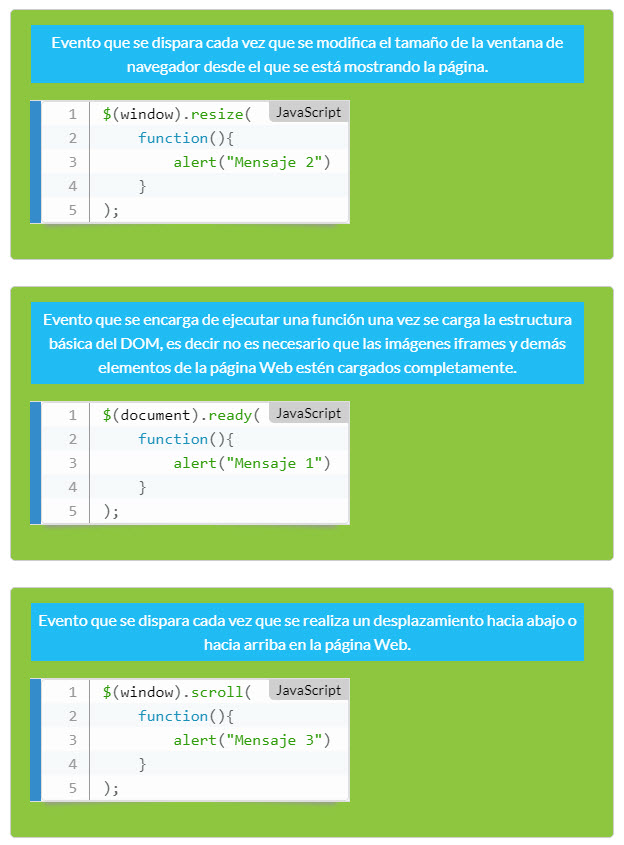 Evento que se dispara cada vez que se modifica el tamaño de la ventana de
navegador desde el que se está mostrando la página.
JavaScript
1 $(window).resize(
2 function(){
3 alert("Mensaje 2")
4 }
5 );
Evento que se encarga de ejecutar una función una vez se carga la estructura
básica del DOM, es decir no es necesario que las imágenes iframes y demás
elementos de la página Web estén cargados completamente.
JavaScript
1 $(document).ready(
2 function(){
3 alert("Mensaje 1")
4 }
5 );
Evento que se dispara cada vez que se realiza un desplazamiento hacia abajo o
hacia arriba en la página Web.
JavaScript
1 $(window).scroll(
2 function(){
3 alert("Mensaje 3")
4 }
5 );